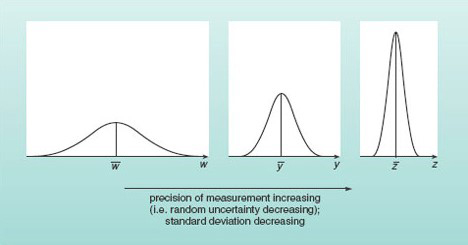 w̅ w
y̅ y
z̅ z
precision of measurement increasing
(i.e. random uncertainty decreasing);
standard deviation decreasing